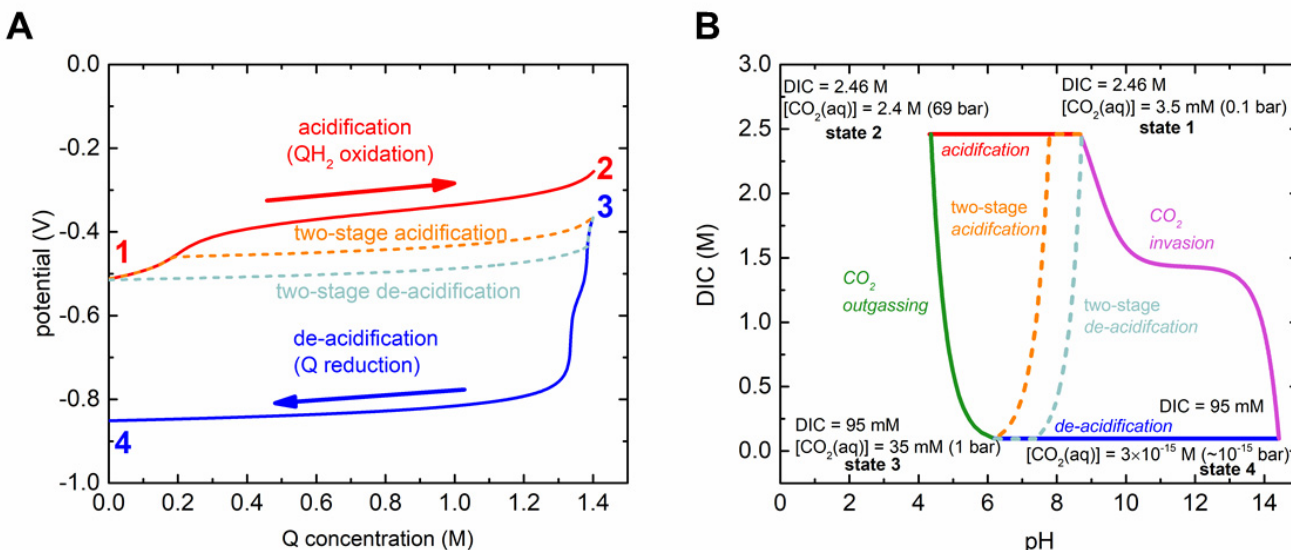 A
0.0
-0.2
-0.4
-0.6
-0.8
-1.0
potential (V)
0.0 0.2 0.4 0.6 0.8 1.0 1.2 1.4
Q concentration (M)
acidification
(QH₂ oxidation)
1
2
3
4
two-stage acidification
two-stage de-acidification
de-acidification
(Q reduction)
B
3.0
2.5
2.0
1.5
1.0
0.5
0.0
DIC (M)
0 2 4 6 8 10 12 14
pH
DIC = 2.46 M
[CO₂(aq)] = 2.4 M (69 bar)
state 2
DIC = 2.46 M
[CO₂(aq)] = 3.5 mM (0.1 bar)
state 1
acidifcation
two-stage
acidifcation
CO₂
invasion
CO₂
outgassing
two-stage
de-acidifcation
DIC = 95 mM
[CO₂(aq)] = 35 mM (1 bar)
state 3
de-acidification
DIC = 95 mM
[CO₂(aq)] = 3×10⁻¹⁵ M (~10⁻¹⁵ bar)
state 4